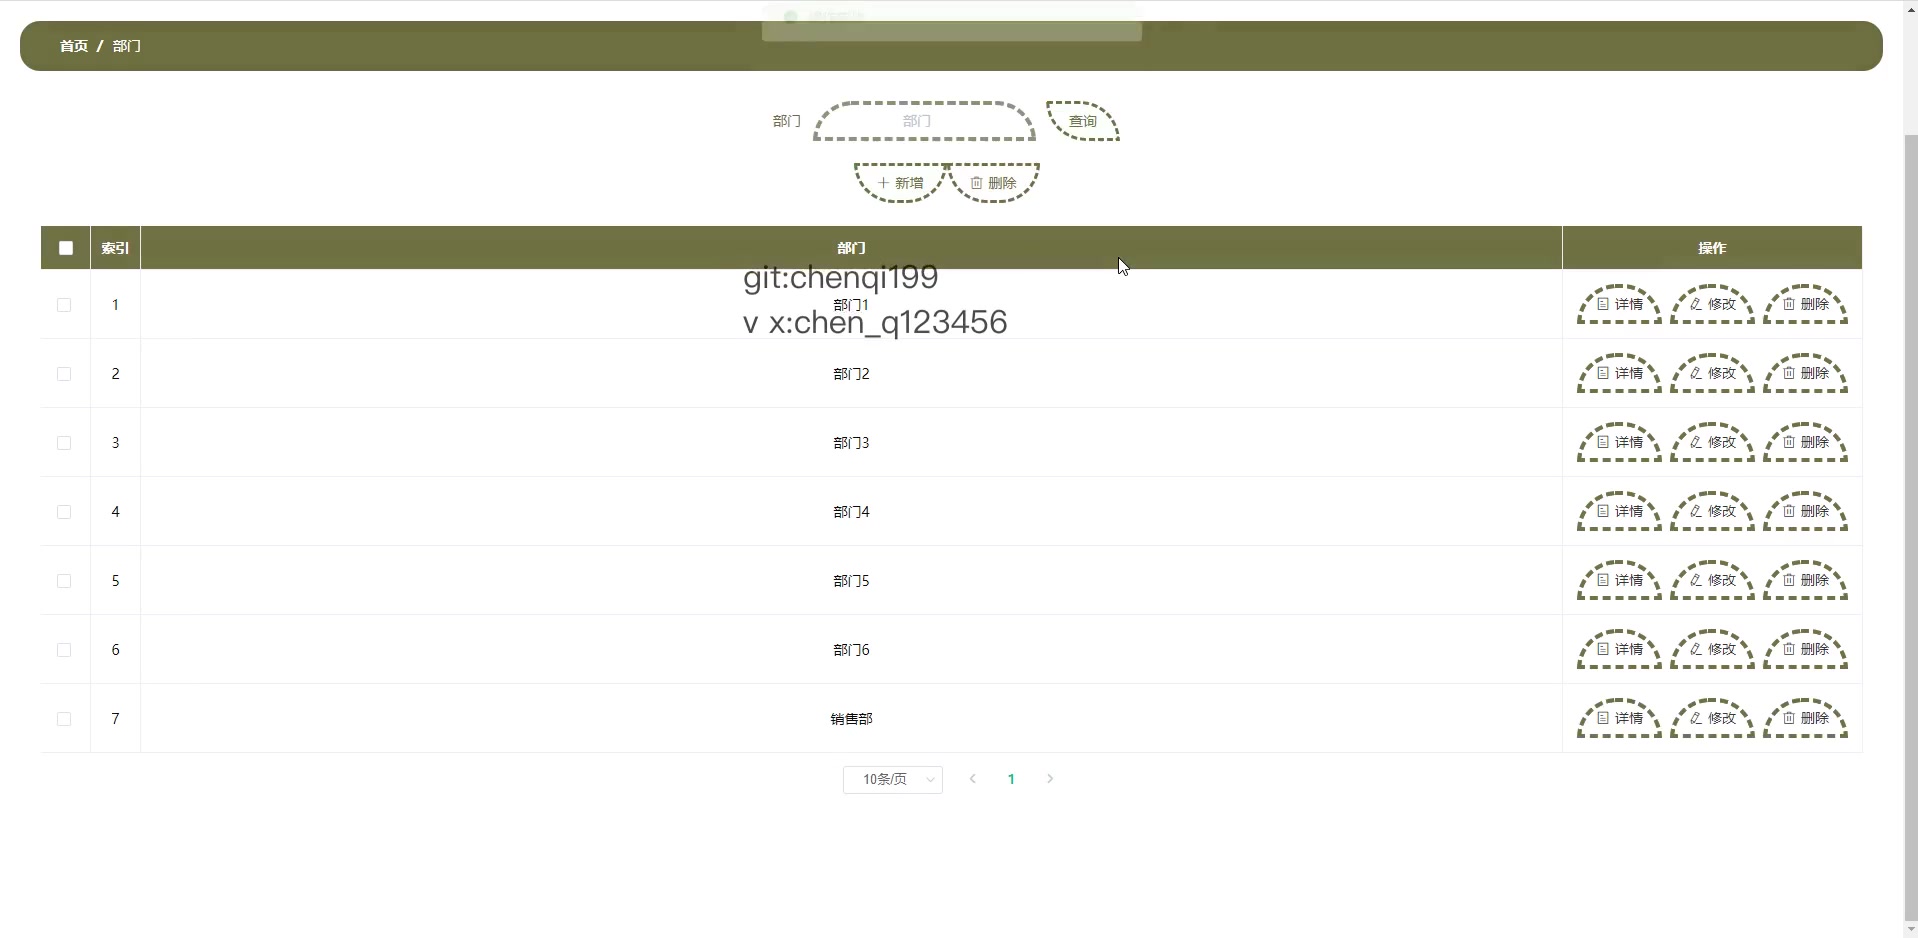 首页 / 部门
部门 部门 查询
新增 删除
索引 部门 操作
git:chenqi199
1 部门1 详情 修改 删除
v x:chen_q123456
2 部门2 详情 修改 删除
3 部门3 详情 修改 删除
4 部门4 详情 修改 删除
5 部门5 详情 修改 删除
6 部门6 详情 修改 删除
7 销售部 详情 修改 删除
10条/页 1